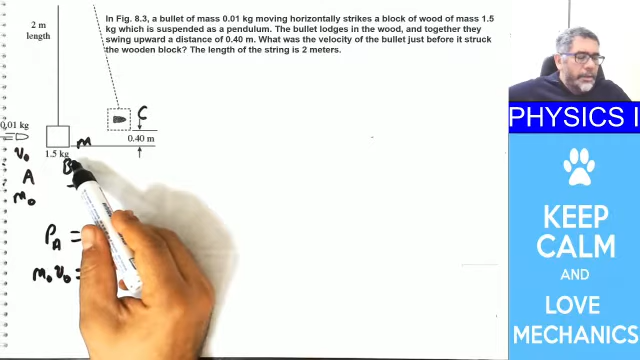 In Fig. 8.3, a bullet of mass 0.01 kg moving horizontally strikes a block of wood of mass 1.5
kg which is suspended as a pendulum. The bullet lodges in the wood, and together they
swing upward a distance of 0.40 m. What was the velocity of the bullet just before it struck
the wooden block? The length of the string is 2 meters.
2 m
length
C
0.40 m
0.01 kg
M
1.5 kg
B
v₀
A
m₀
P_A =
m₀v₀ =
PHYSICS I
KEEP
CALM
AND
LOVE
MECHANICS